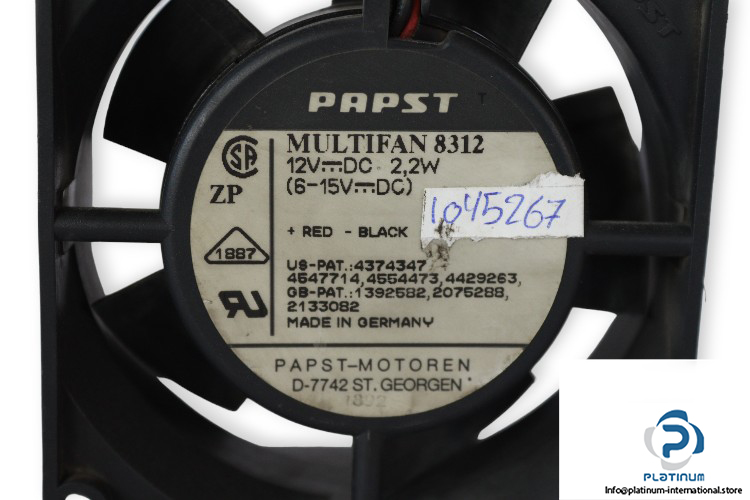 PAPST
T
MULTIFAN 8312
12V⎓DC 2,2W
(6-15V⎓DC)
SA
ZP
1045267
+ RED - BLACK
1887
US-PAT.:4374347
4547714,4554473,4429263,
GB-PAT.:1392582,2075288,
2133082
MADE IN GERMANY
PAPST-MOTOREN
D-7742 ST. GEORGEN
PLATINUM
Info@platinum-international.store